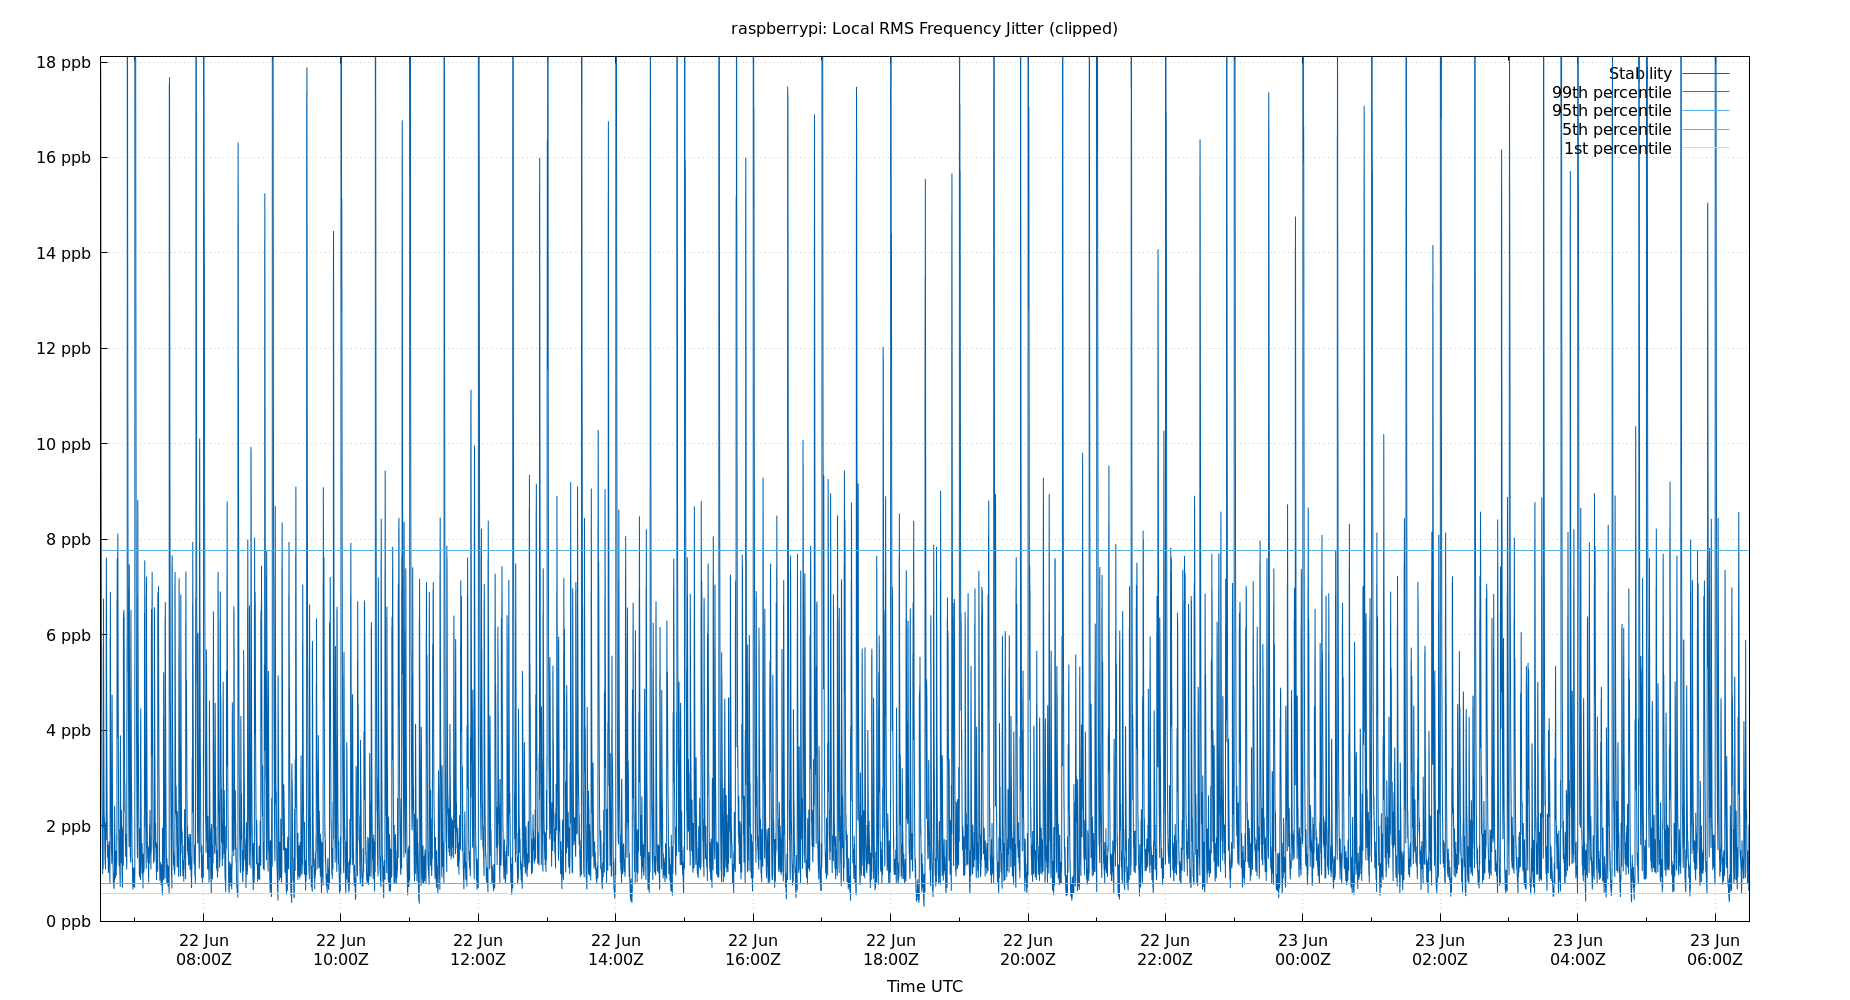 raspberrypi: Local RMS Frequency Jitter (clipped)
18 ppb
16 ppb
14 ppb
12 ppb
10 ppb
8 ppb
6 ppb
4 ppb
2 ppb
0 ppb
Stability
99th percentile
95th percentile
5th percentile
1st percentile
22 Jun 22 Jun 22 Jun 22 Jun 22 Jun 22 Jun 22 Jun 22 Jun 23 Jun 23 Jun 23 Jun 23 Jun
08:00Z 10:00Z 12:00Z 14:00Z 16:00Z 18:00Z 20:00Z 22:00Z 00:00Z 02:00Z 04:00Z 06:00Z
Time UTC